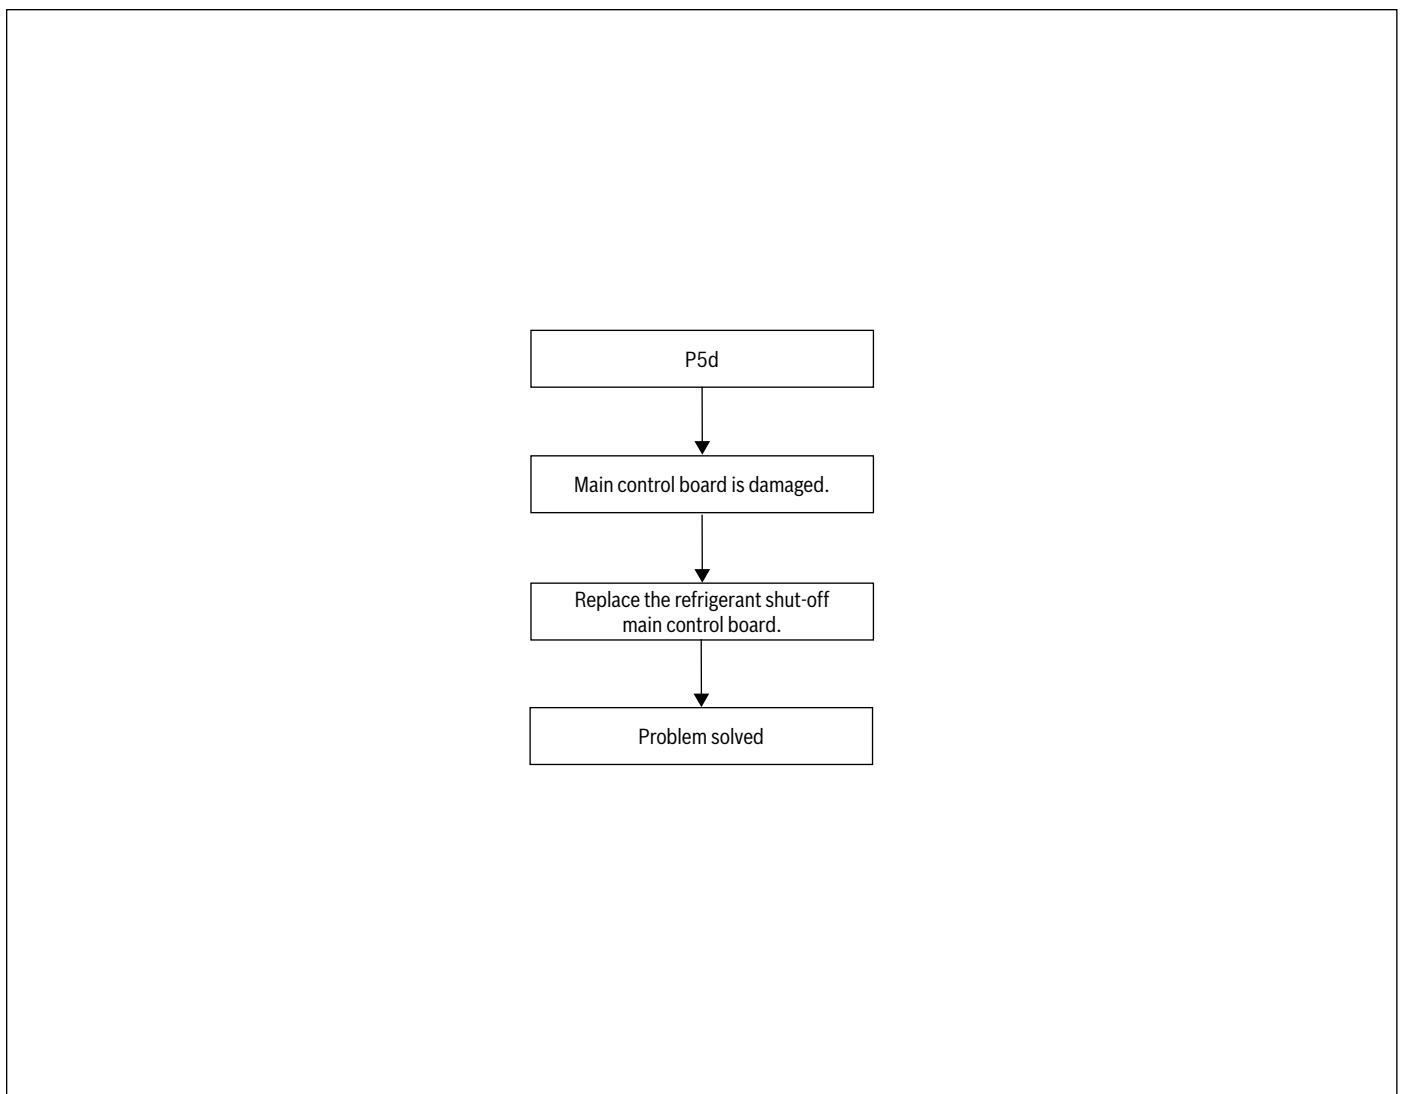 P5d
Main control board is damaged.
Replace the refrigerant shut-off
main control board.
Problem solved